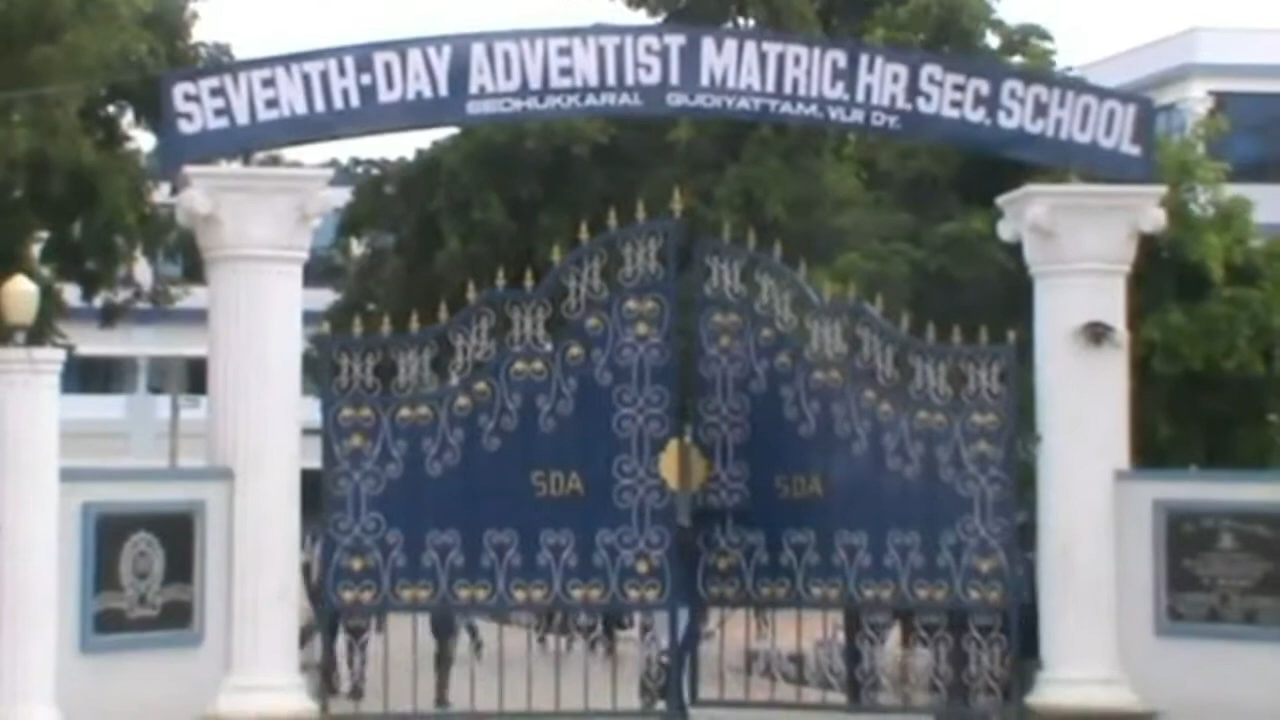 SEVENTH-DAY ADVENTIST MATRIC. HR. SEC. SCHOOL
SEDHUKKARAI. GUDIYATTAM. VLR DT.
SDA SDA